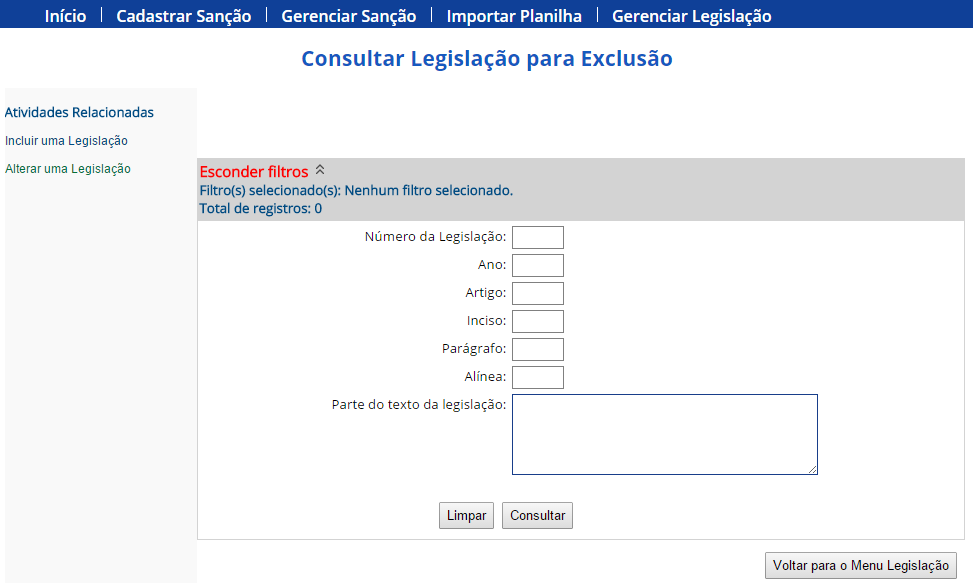 Início Cadastrar Sanção Gerenciar Sanção Importar Planilha Gerenciar Legislação
Consultar Legislação para Exclusão
Atividades Relacionadas
Incluir uma Legislação
Alterar uma Legislação
Esconder filtros
Filtro(s) selecionado(s): Nenhum filtro selecionado.
Total de registros: 0
Número da Legislação:
Ano:
Artigo:
Inciso:
Parágrafo:
Alínea:
Parte do texto da legislação:
Limpar Consultar
Voltar para o Menu Legislação